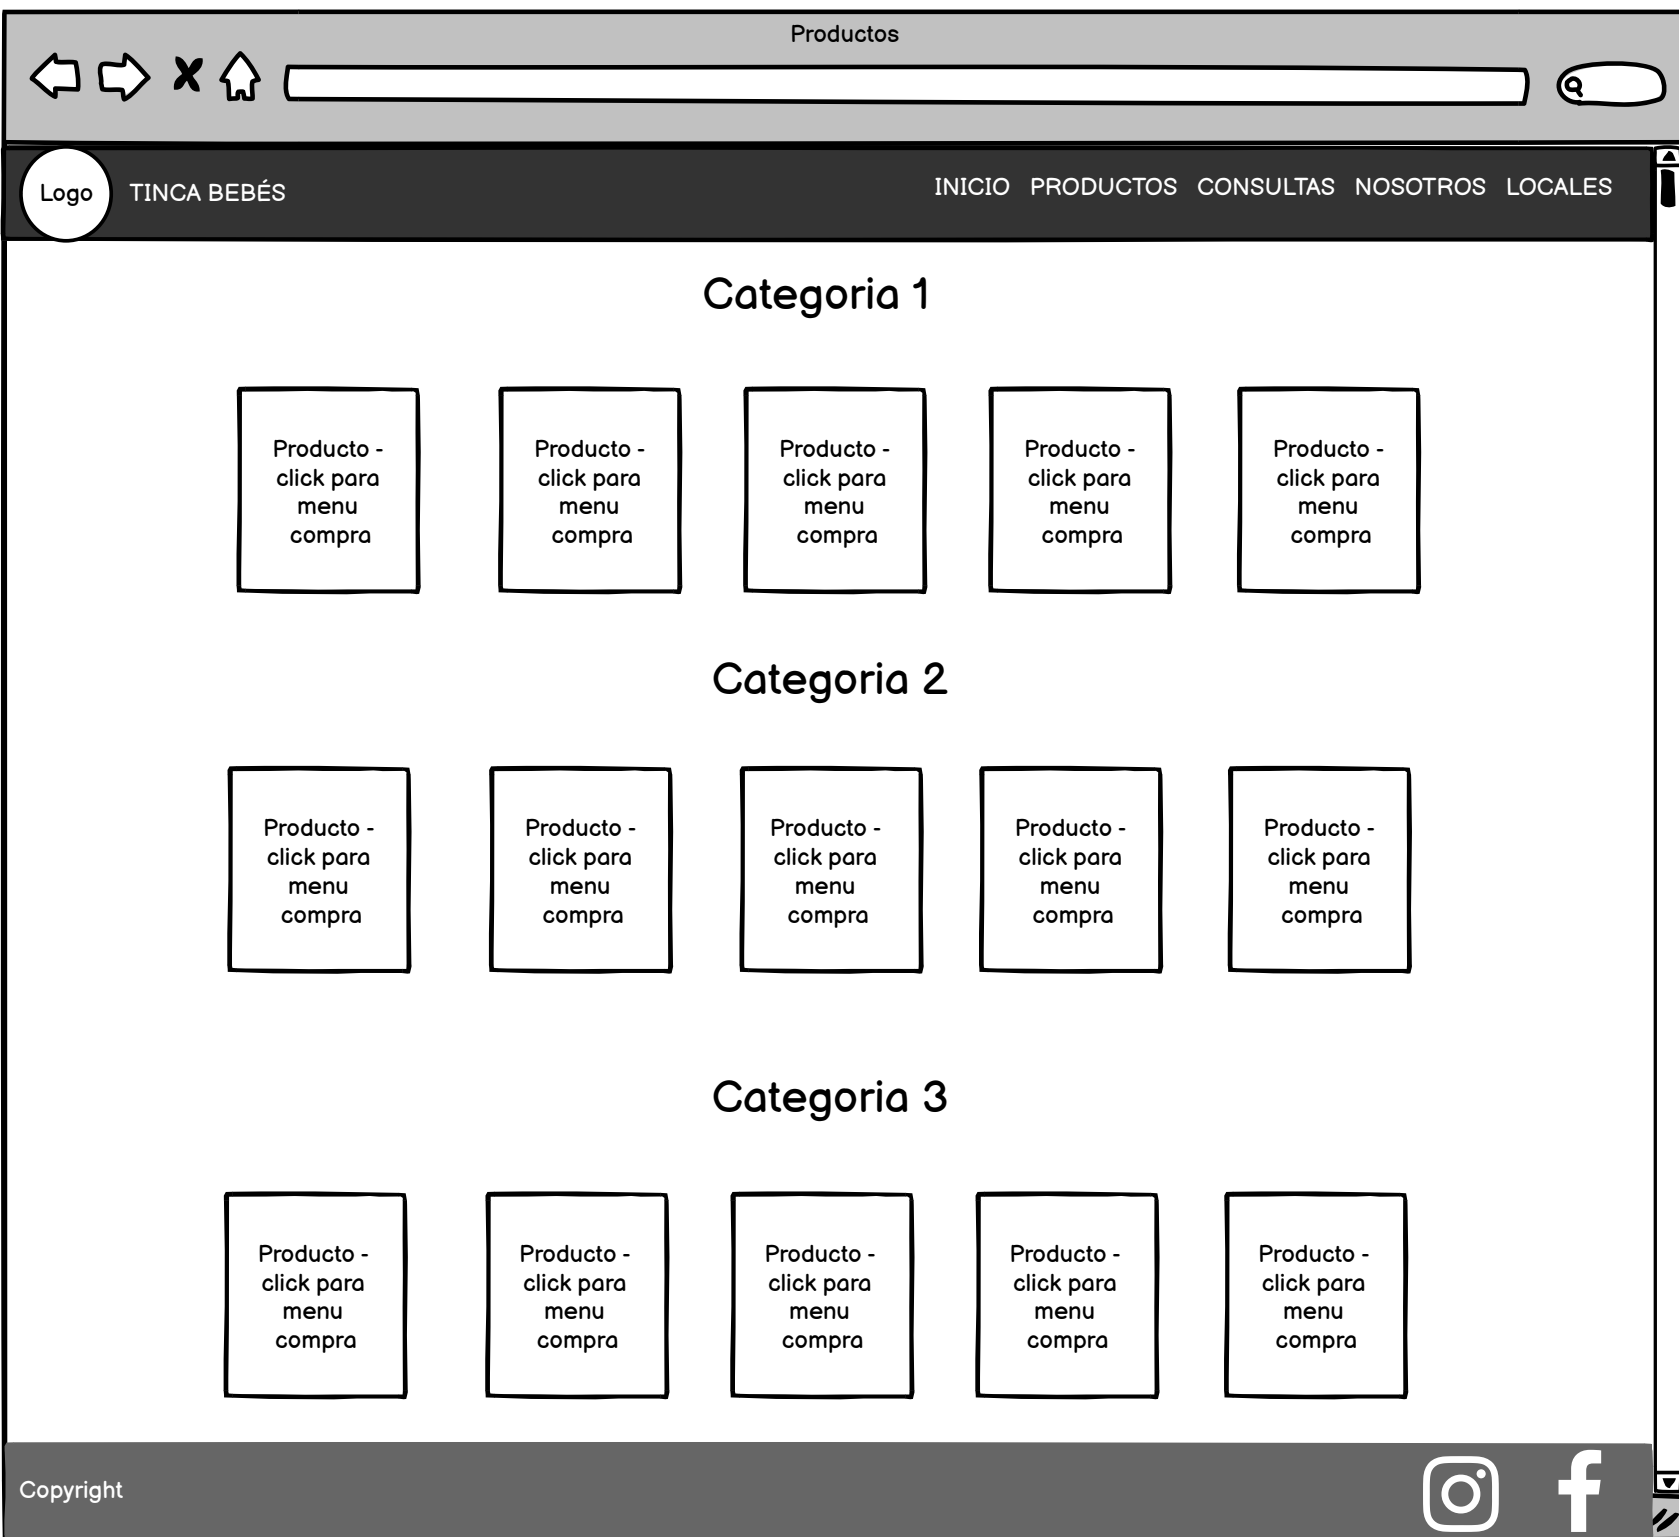 Productos
Logo
TINCA BEBÉS
INICIO PRODUCTOS CONSULTAS NOSOTROS LOCALES
Categoria 1
Producto -
click para
menu
compra
Producto -
click para
menu
compra
Producto -
click para
menu
compra
Producto -
click para
menu
compra
Producto -
click para
menu
compra
Categoria 2
Producto -
click para
menu
compra
Producto -
click para
menu
compra
Producto -
click para
menu
compra
Producto -
click para
menu
compra
Producto -
click para
menu
compra
Categoria 3
Producto -
click para
menu
compra
Producto -
click para
menu
compra
Producto -
click para
menu
compra
Producto -
click para
menu
compra
Producto -
click para
menu
compra
Copyright